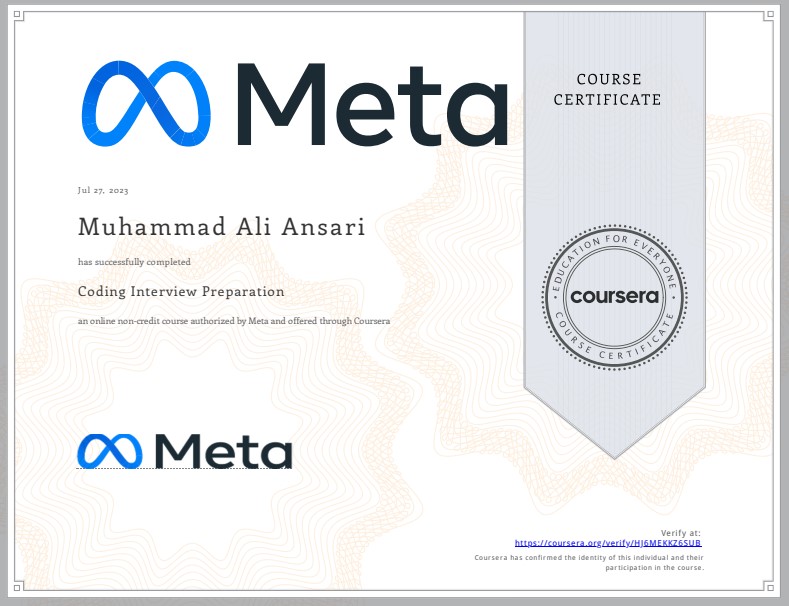 Meta
COURSE
CERTIFICATE
Jul 27, 2023
Muhammad Ali Ansari
has successfully completed
Coding Interview Preparation
an online non-credit course authorized by Meta and offered through Coursera
EDUCATION FOR EVERYONE
coursera
COURSE CERTIFICATE
Meta
Verify at:
https://coursera.org/verify/HJ6MEKKZ6SUB
Coursera has confirmed the identity of this individual and their
participation in the course.